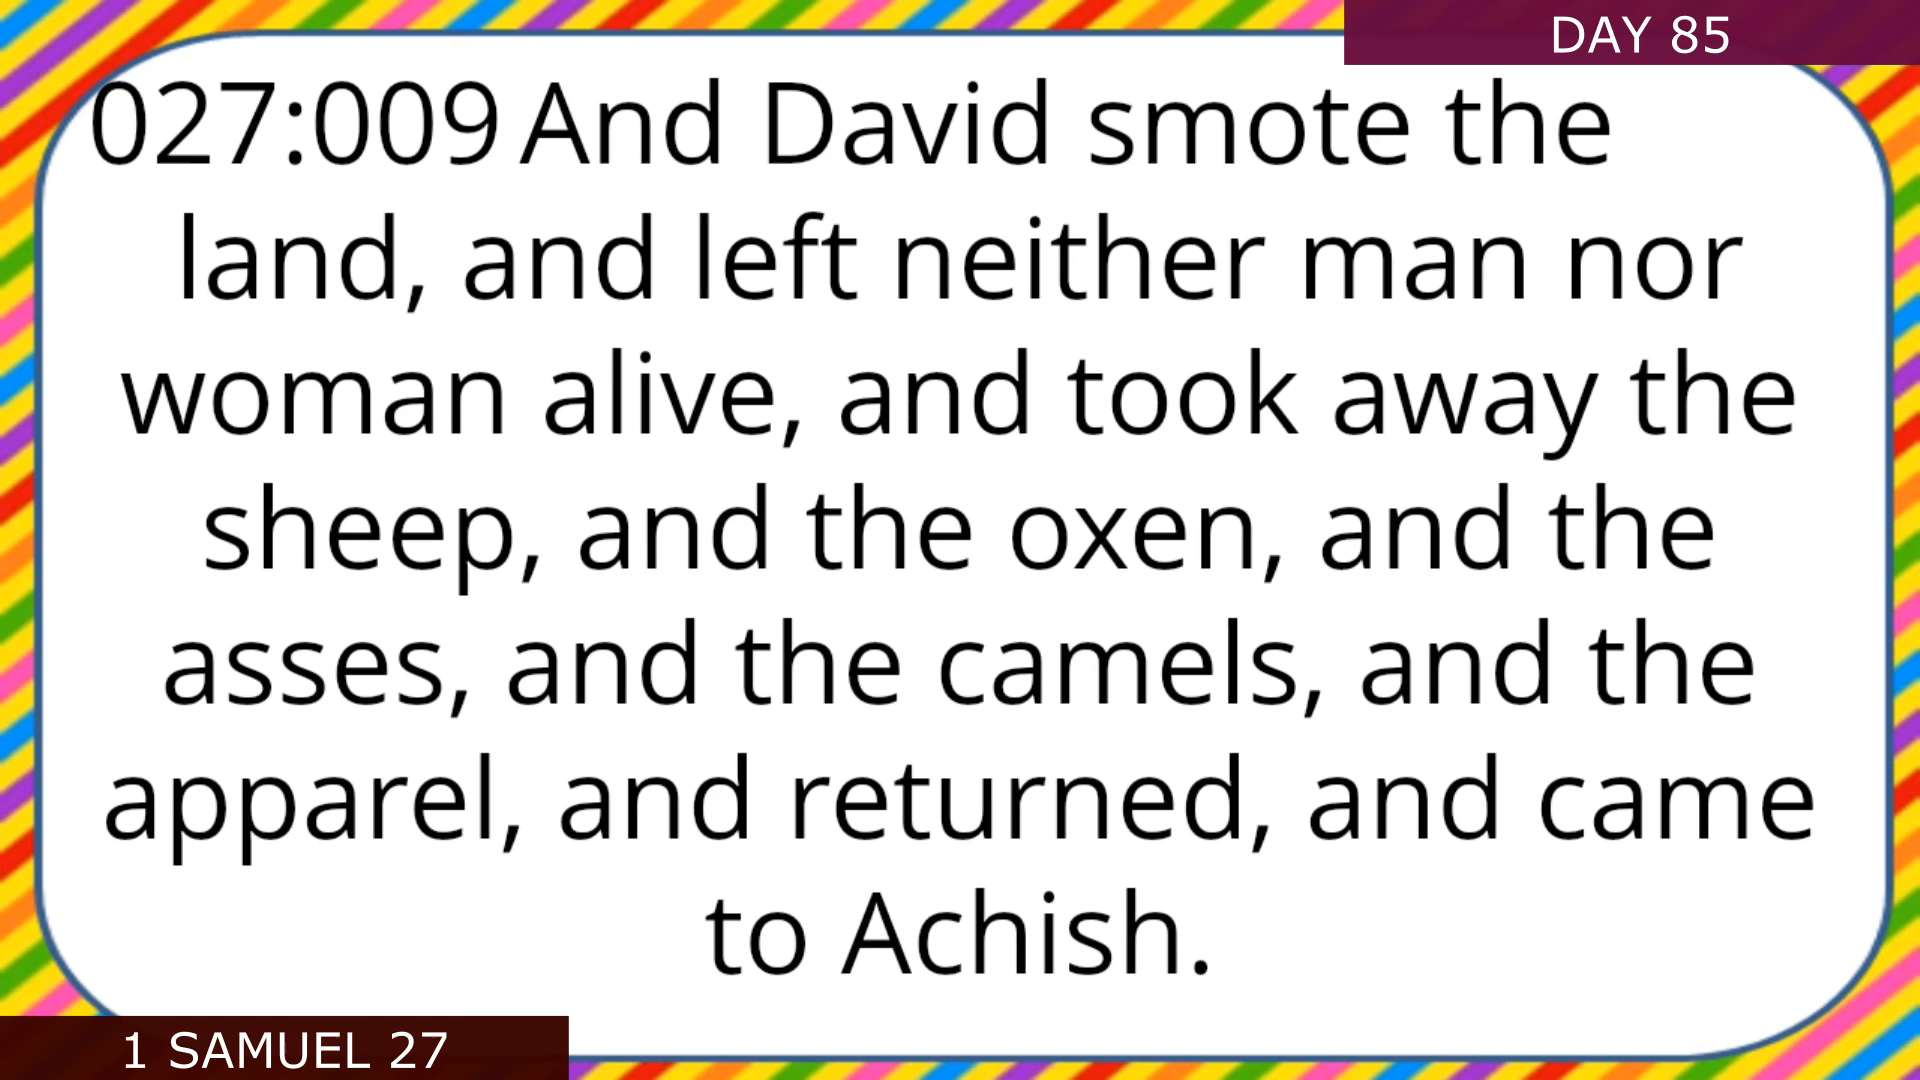 DAY 85
027:009 And David smote the
land, and left neither man nor
woman alive, and took away the
sheep, and the oxen, and the
asses, and the camels, and the
apparel, and returned, and came
to Achish.
1 SAMUEL 27